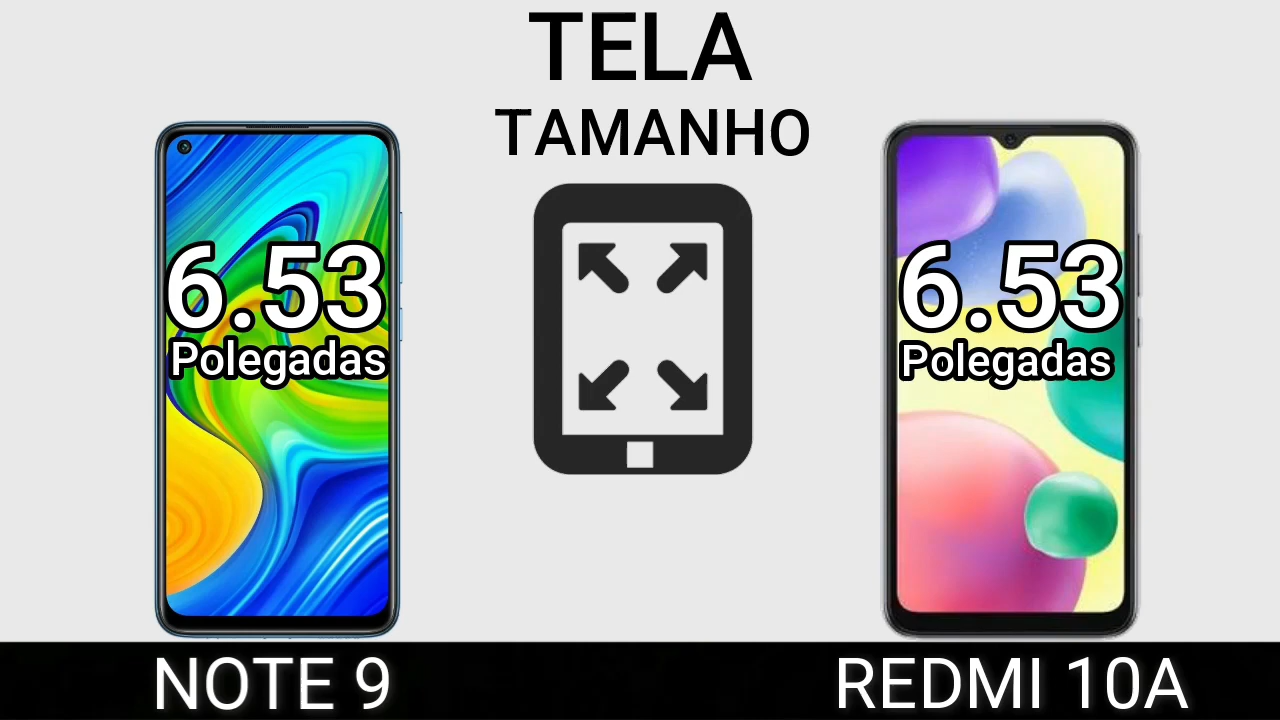 TELA
TAMANHO
6.53
Polegadas
6.53
Polegadas
NOTE 9
REDMI 10A